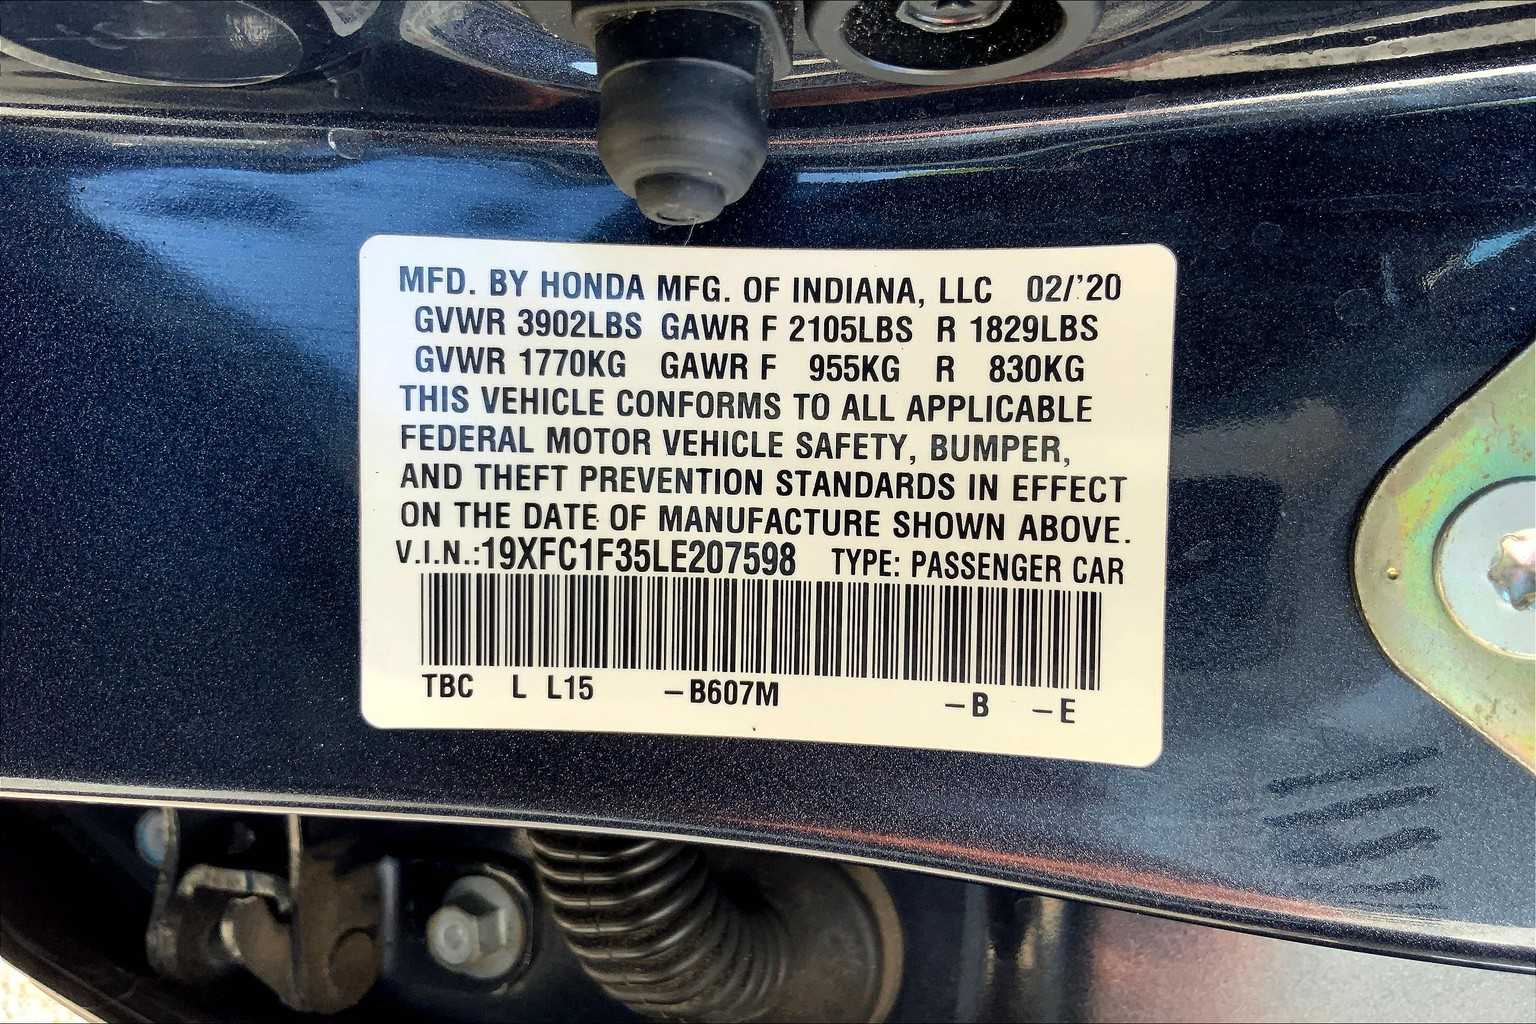 MFD. BY HONDA MFG. OF INDIANA, LLC 02/'20
GVWR 3902LBS GAWR F 2105LBS R 1829LBS
GVWR 1770KG GAWR F 955KG R 830KG
THIS VEHICLE CONFORMS TO ALL APPLICABLE
FEDERAL MOTOR VEHICLE SAFETY, BUMPER,
AND THEFT PREVENTION STANDARDS IN EFFECT
ON THE DATE OF MANUFACTURE SHOWN ABOVE.
V.I.N.:19XFC1F35LE207598 TYPE: PASSENGER CAR
TBC L L15 –B607M –B –E